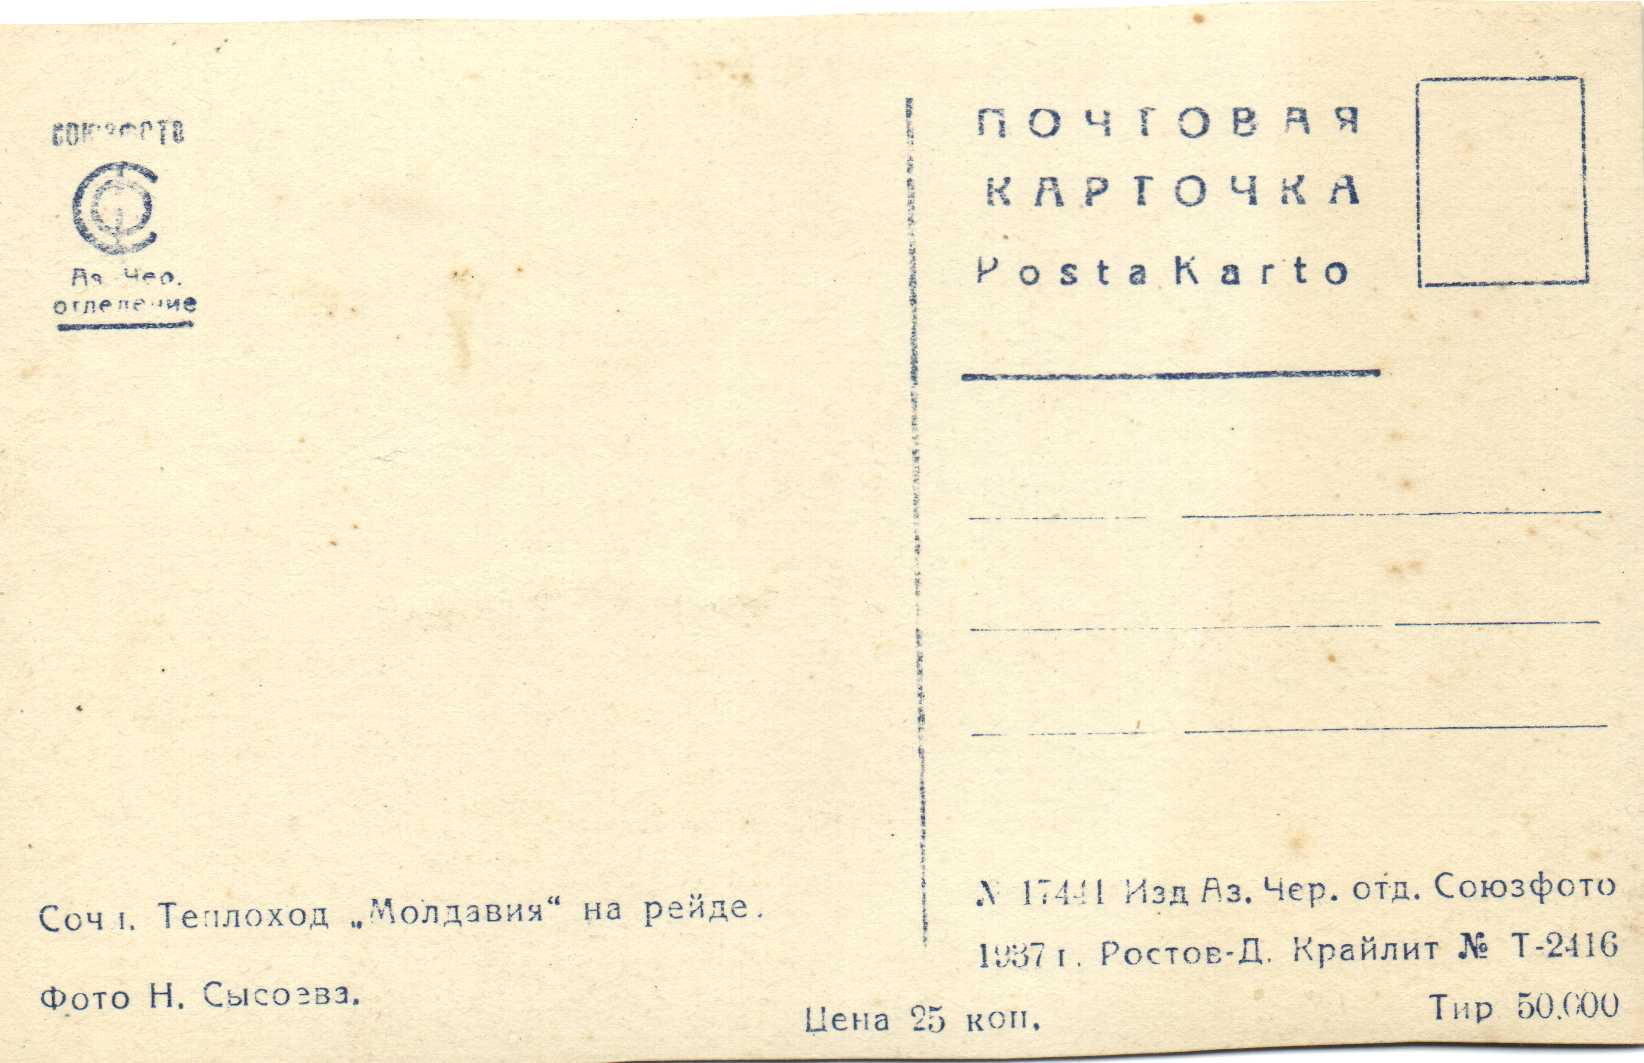 СОЮЗФОТО
Аз. Чер.
отделение
ПОЧТОВАЯ
КАРТОЧКА
Posta Karto
Сочи. Теплоход „Молдавия“ на рейде.
Фото Н. Сысоева.
№ 17441 Изд Аз. Чер. отд. Союзфото
1937 г. Ростов-Д. Крайлит № Т-2416
Цена 25 коп.
Тир 50.000